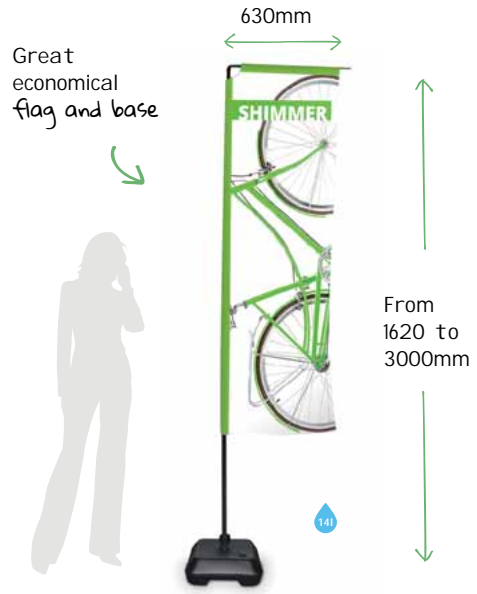 630mm
Great
economical
flag and base
SHIMMER
From
1620 to
3000mm
14l